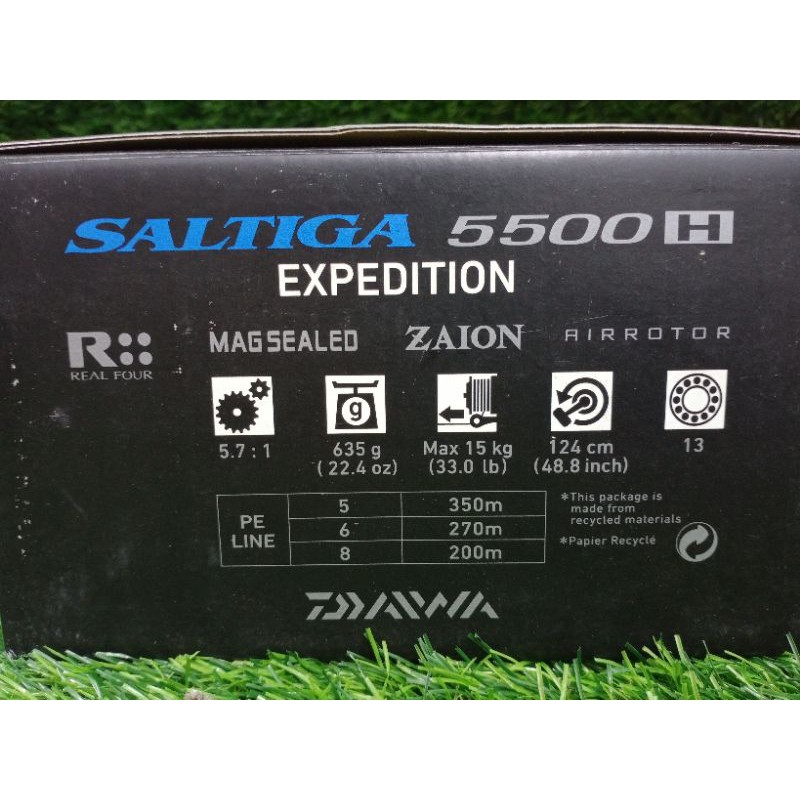 SALTIGA 5500 H
EXPEDITION
R
REAL FOUR
MAGSEALED
ZAION
AIRROTOR
g
5.7 : 1
635 g
(22.4 oz)
Max 15 kg
(33.0 lb)
124 cm
(48.8 inch)
13
PE LINE
5 350m
6 270m
8 200m
*This package is
made from
recycled materials
*Papier Recyclé
DAIWA